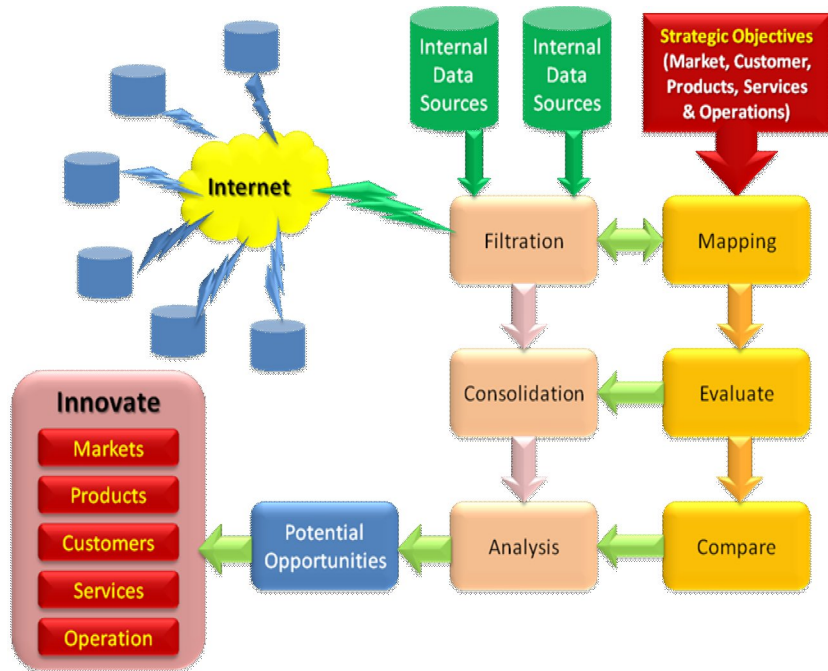 Internal
Data
Sources
Internal
Data
Sources
Strategic Objectives
(Market, Customer,
Products, Services
& Operations)
Internet
Filtration
Mapping
Consolidation
Evaluate
Innovate
Markets
Products
Customers
Services
Operation
Potential
Opportunities
Analysis
Compare